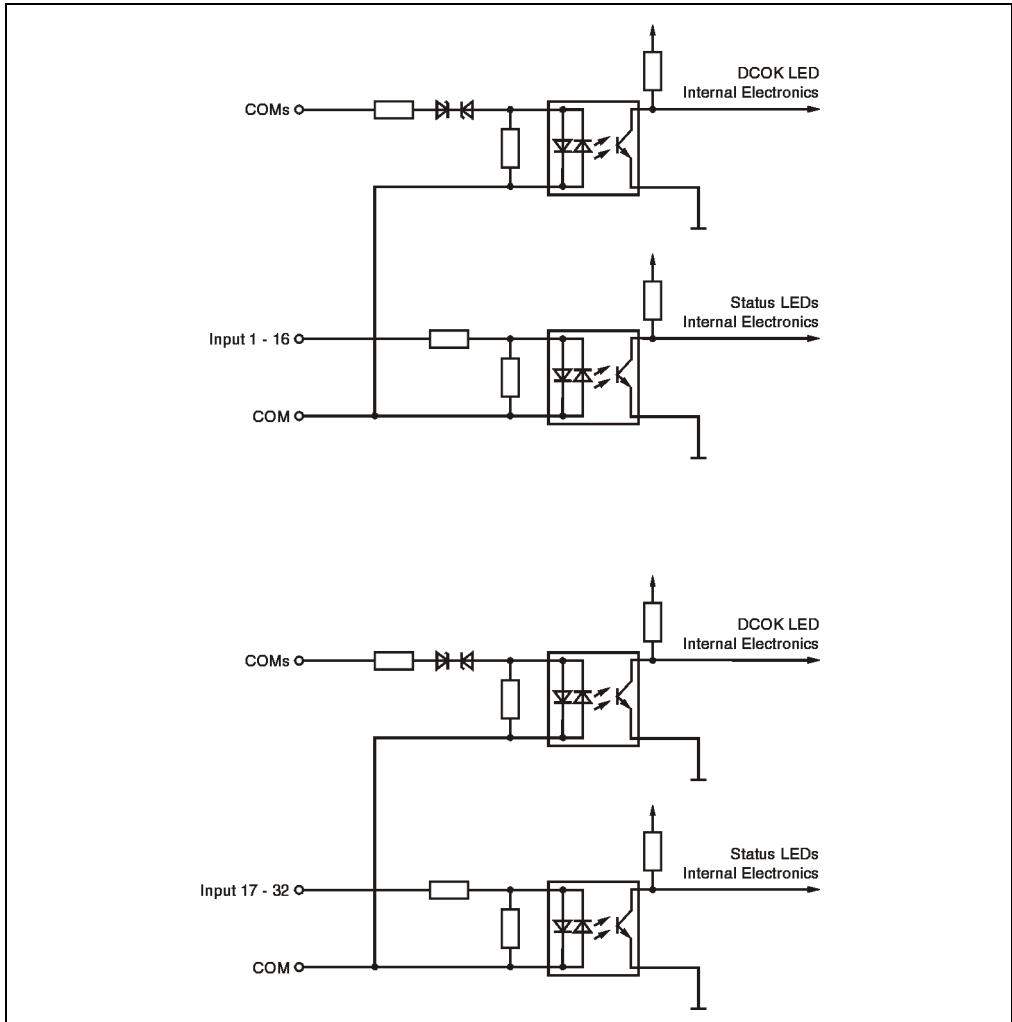 DCOK LED
Internal Electronics
COMs
Status LEDs
Internal Electronics
Input 1 - 16
COM
DCOK LED
Internal Electronics
COMs
Status LEDs
Internal Electronics
Input 17 - 32
COM